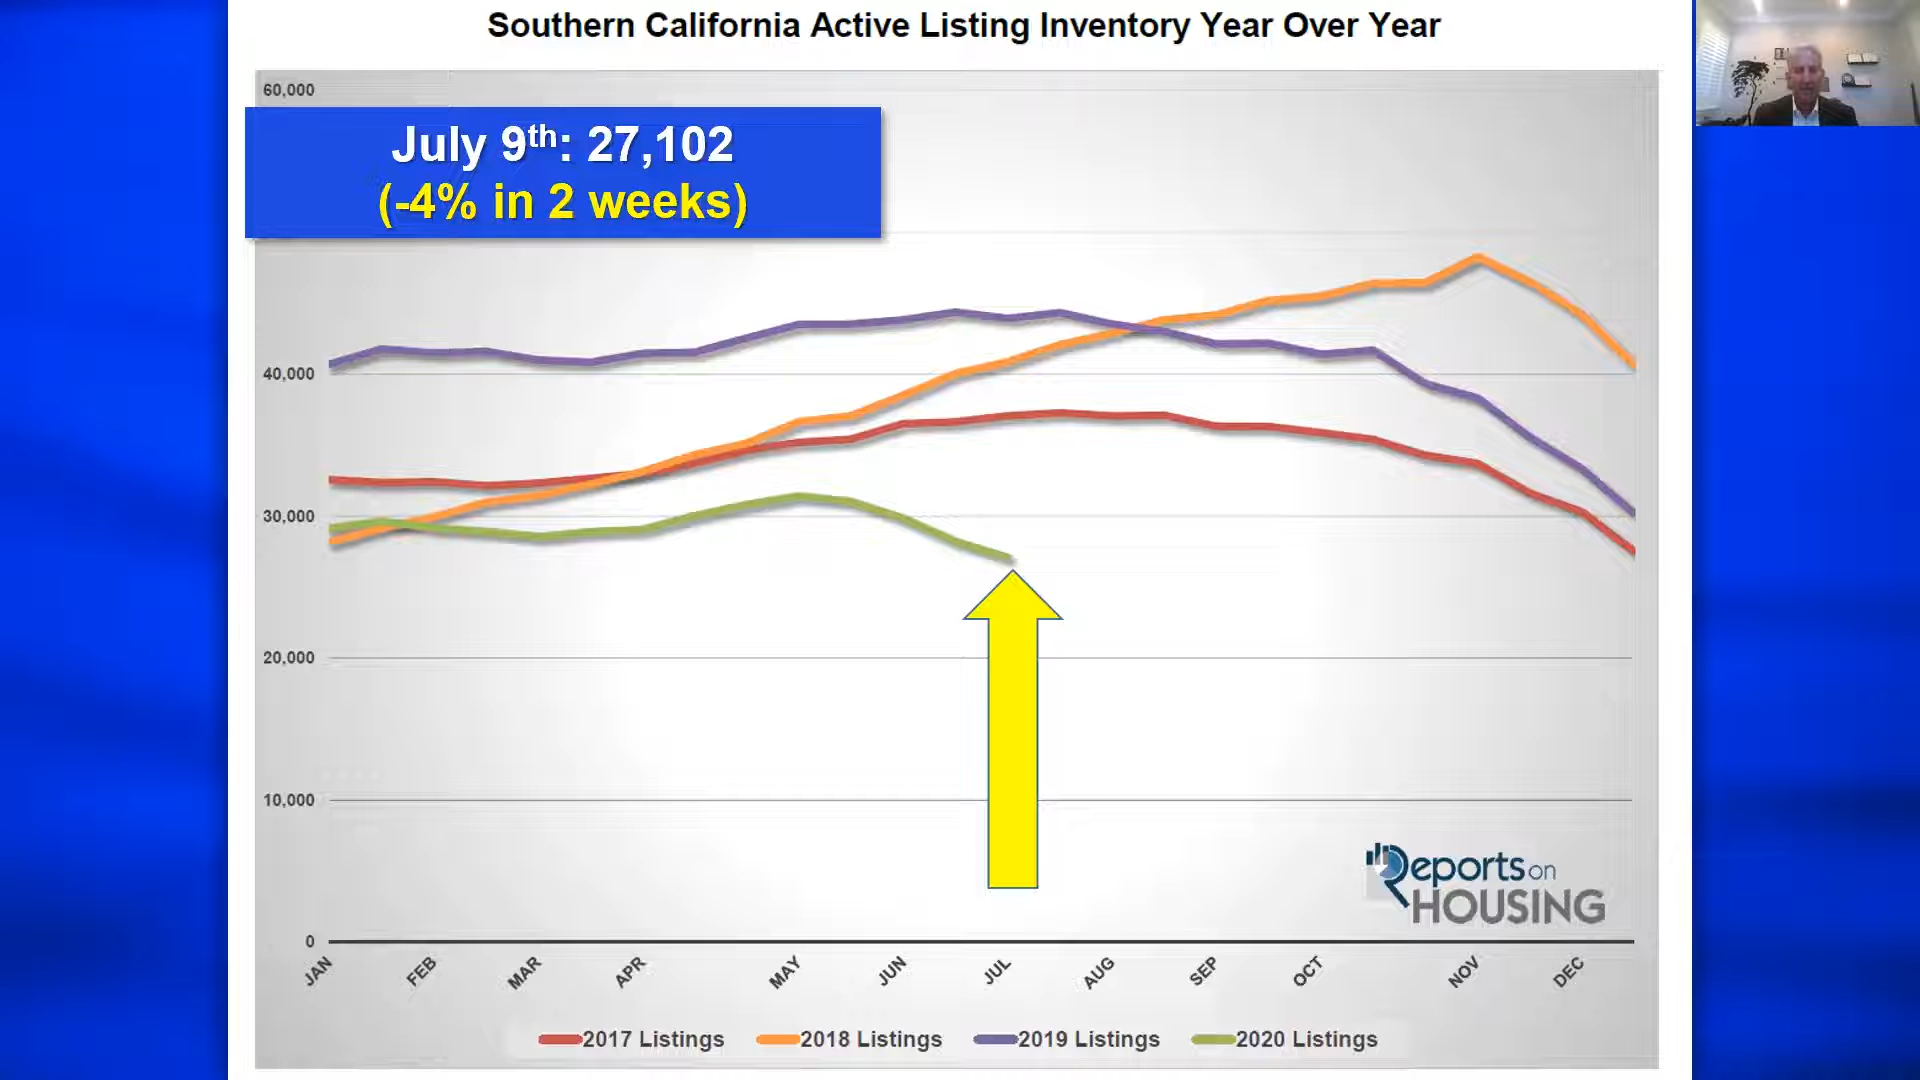 Southern California Active Listing Inventory Year Over Year
60,000
July 9th: 27,102
(-4% in 2 weeks)
40,000
30,000
20,000
10,000
0
JAN FEB MAR APR MAY JUN JUL AUG SEP OCT NOV DEC
Reports on
HOUSING
2017 Listings 2018 Listings 2019 Listings 2020 Listings